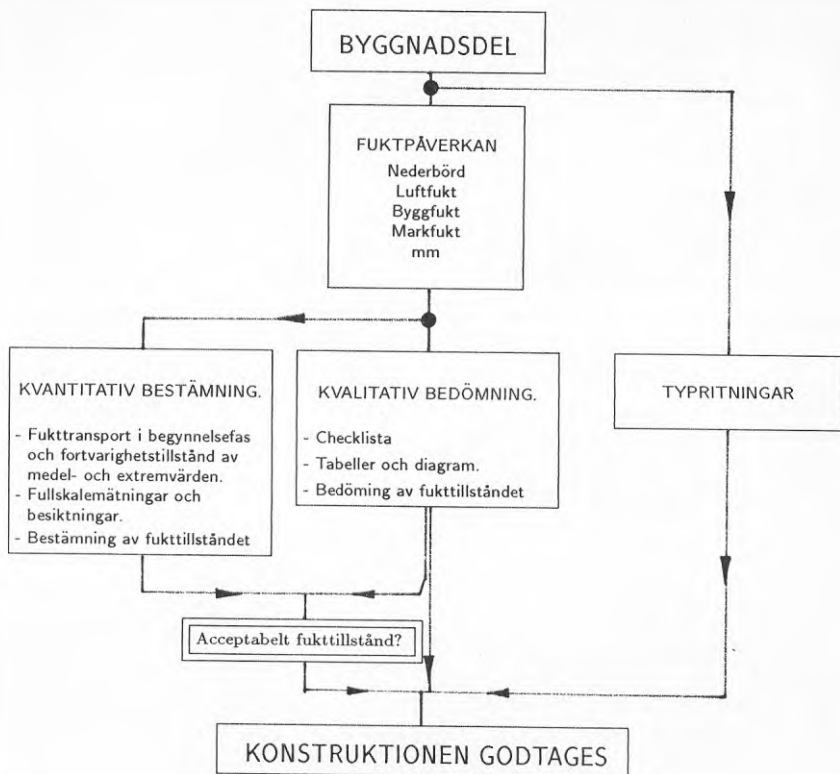 BYGGNADSDEL
FUKTPÅVERKAN
Nederbörd
Luftfukt
Byggfukt
Markfukt
mm
KVANTITATIV BESTÄMNING.
- Fukttransport i begynnelsefas
och fortvarighetstillstånd av
medel- och extremvärden.
- Fullskalemätningar och
besiktningar.
- Bestämning av fukttillståndet
KVALITATIV BEDÖMNING.
- Checklista
- Tabeller och diagram.
- Bedöming av fukttillståndet
TYPRITNINGAR
Acceptabelt fukttillstånd?
KONSTRUKTIONEN GODTAGES